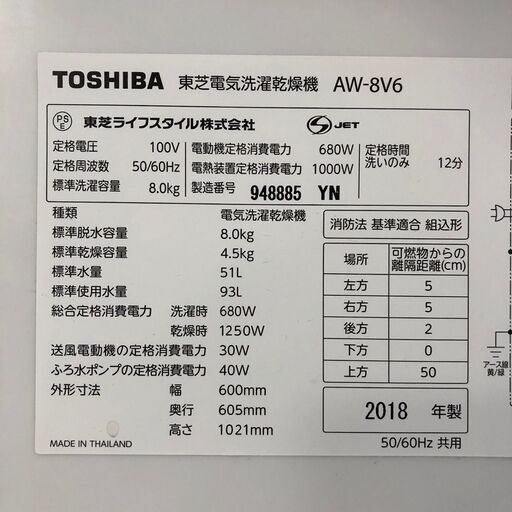 TOSHIBA 東芝電気洗濯乾燥機 AW-8V6
PS
E
東芝ライフスタイル株式会社
S JET
定格電圧 100V
定格周波数 50/60Hz
標準洗濯容量 8.0kg
電動機定格消費電力 680W
電熱装置定格消費電力 1000W
製造番号 948885 YN
定格時間
洗いのみ 12分
種類 電気洗濯乾燥機
標準脱水容量 8.0kg
標準乾燥容量 4.5kg
標準水量 51L
標準使用水量 93L
総合定格消費電力 洗濯時 680W
乾燥時 1250W
送風電動機の定格消費電力 30W
ふろ水ポンプの定格消費電力 40W
外形寸法 幅 600mm
奥行 605mm
高さ 1021mm
MADE IN THAILAND
消防法 基準適合 組込形
場所 可燃物からの
離隔距離(cm)
左方 5
右方 5
後方 2
下方 0
上方 50
2018 年製
50/60Hz 共用
アース線
黄/緑